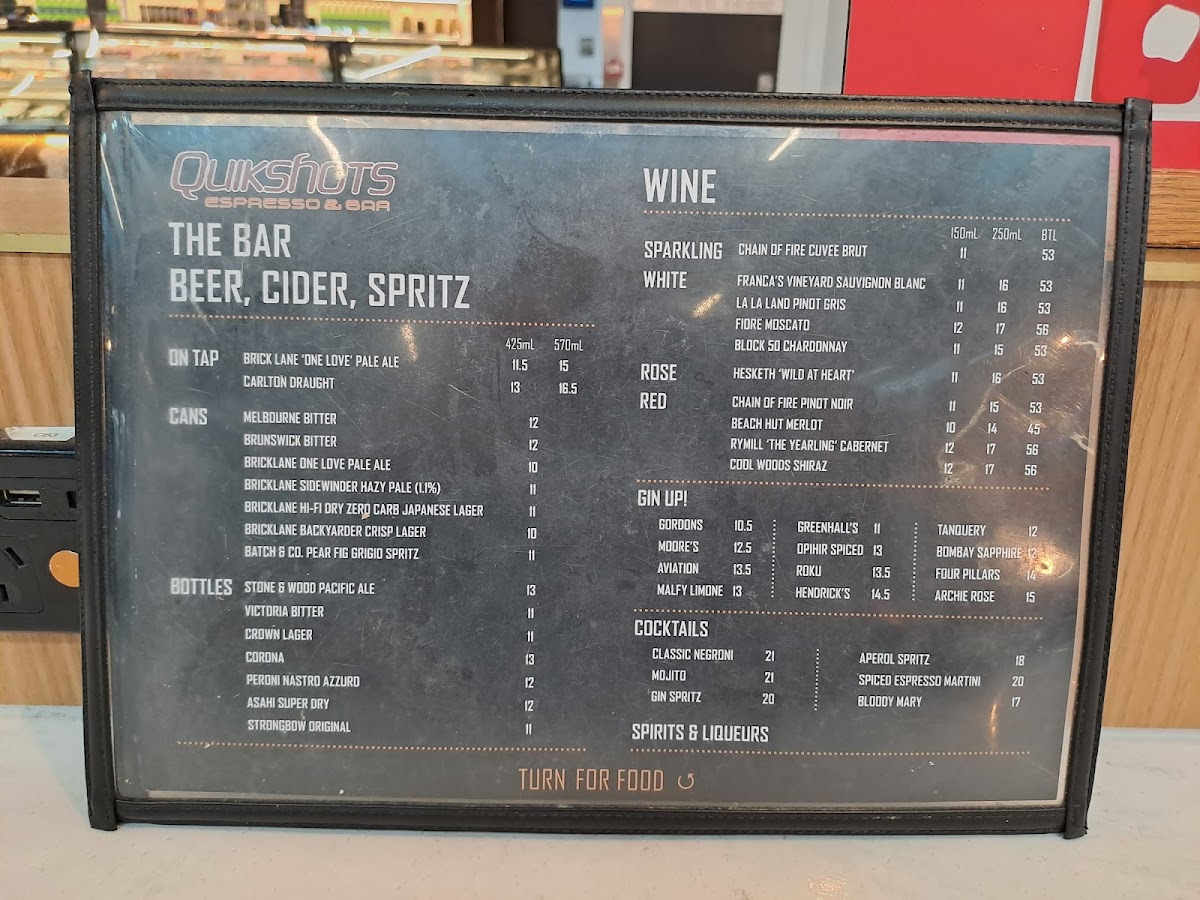 QUIKSHOTS
ESPRESSO & BAR
THE BAR
BEER, CIDER, SPRITZ
425mL 570mL
ON TAP BRICK LANE 'ONE LOVE' PALE ALE 11.5 15
CARLTON DRAUGHT 13 16.5
CANS MELBOURNE BITTER 12
BRUNSWICK BITTER 12
BRICKLANE ONE LOVE PALE ALE 10
BRICKLANE SIDEWINDER HAZY PALE (1.1%) 11
BRICKLANE HI-FI DRY ZERO CARB JAPANESE LAGER 11
BRICKLANE BACKYARDER CRISP LAGER 10
BATCH & CO. PEAR FIG GRIGIO SPRITZ 11
BOTTLES STONE & WOOD PACIFIC ALE 13
VICTORIA BITTER 11
CROWN LAGER 11
CORONA 13
PERONI NASTRO AZZURO 12
ASAHI SUPER DRY 12
STRONGBOW ORIGINAL 11
WINE
150mL 250mL BTL
SPARKLING CHAIN OF FIRE CUVEE BRUT 11 53
WHITE FRANCA'S VINEYARD SAUVIGNON BLANC 11 16 53
LA LA LAND PINOT GRIS 11 16 53
FIORE MOSCATO 12 17 56
BLOCK 50 CHARDONNAY 11 15 53
ROSE HESKETH 'WILD AT HEART' 11 16 53
RED CHAIN OF FIRE PINOT NOIR 11 15 53
BEACH HUT MERLOT 10 14 45
RYMILL 'THE YEARLING' CABERNET 12 17 56
COOL WOODS SHIRAZ 12 17 56
GIN UP!
GORDONS 10.5 GREENHALL'S 11 TANQUERY 12
MOORE'S 12.5 OPIHIR SPICED 13 BOMBAY SAPPHIRE 12
AVIATION 13.5 ROKU 13.5 FOUR PILLARS 14
MALFY LIMONE 13 HENDRICK'S 14.5 ARCHIE ROSE 15
COCKTAILS
CLASSIC NEGRONI 21 APEROL SPRITZ 18
MOJITO 21 SPICED ESPRESSO MARTINI 20
GIN SPRITZ 20 BLOODY MARY 17
SPIRITS & LIQUEURS
TURN FOR FOOD